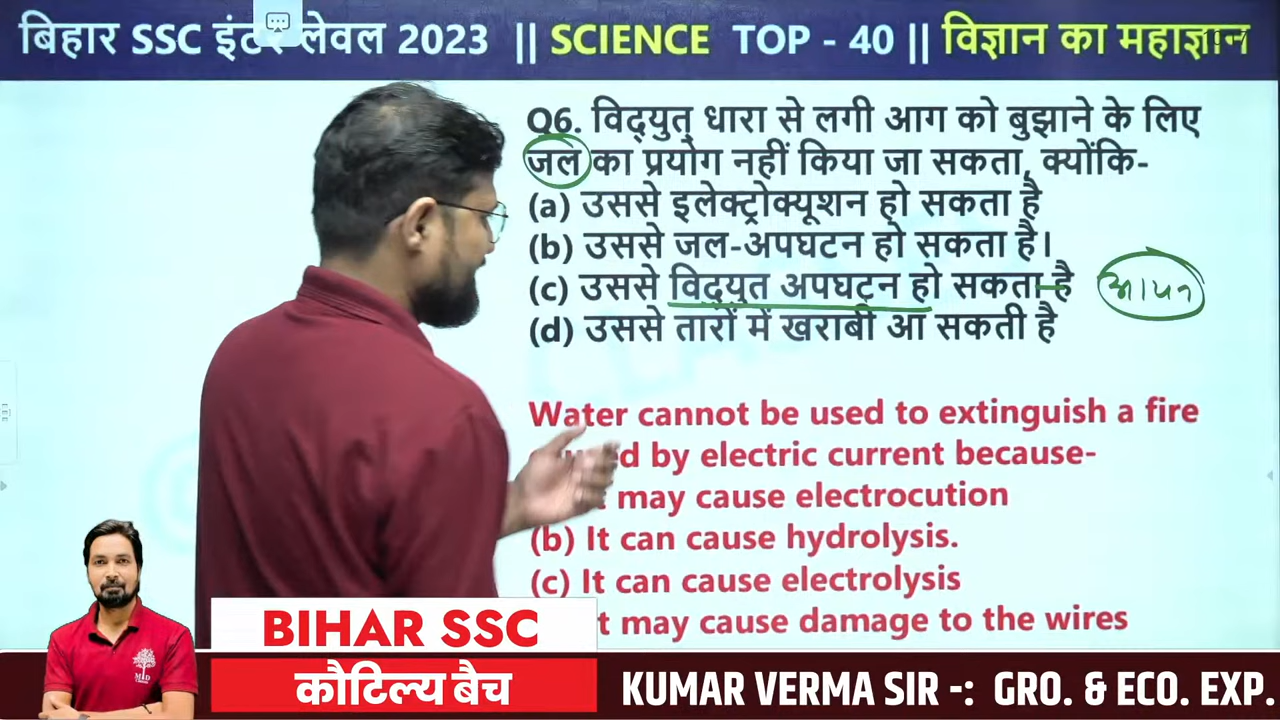 बिहार SSC इंटर लेवल 2023 || SCIENCE TOP - 40 || विज्ञान का महाज्ञान
Q6. विद्युत् धारा से लगी आग को बुझाने के लिए
जल का प्रयोग नहीं किया जा सकता, क्योंकि-
(a) उससे इलेक्ट्रोक्यूशन हो सकता है
(b) उससे जल-अपघटन हो सकता है।
(c) उससे विद्युत अपघटन हो सकता है
आयन
(d) उससे तारों में खराबी आ सकती है
Water cannot be used to extinguish a fire
by electric current because-
may cause electrocution
(b) It can cause hydrolysis.
(c) It can cause electrolysis
may cause damage to the wires
BIHAR SSC
कौटिल्य बैच
KUMAR VERMA SIR -: GRO. & ECO. EXP.